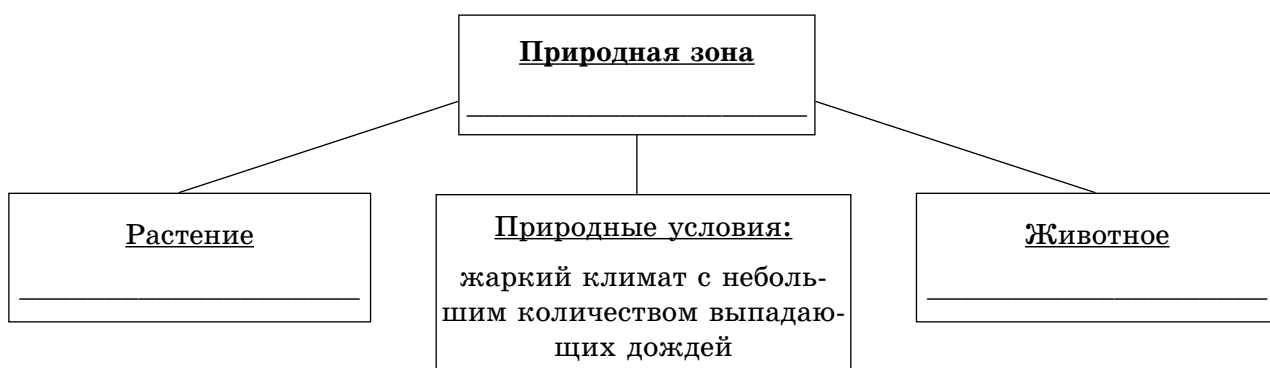 Природная зона
Растение
Природные условия:
жаркий климат с неболь-
шим количеством выпадаю-
щих дождей
Животное